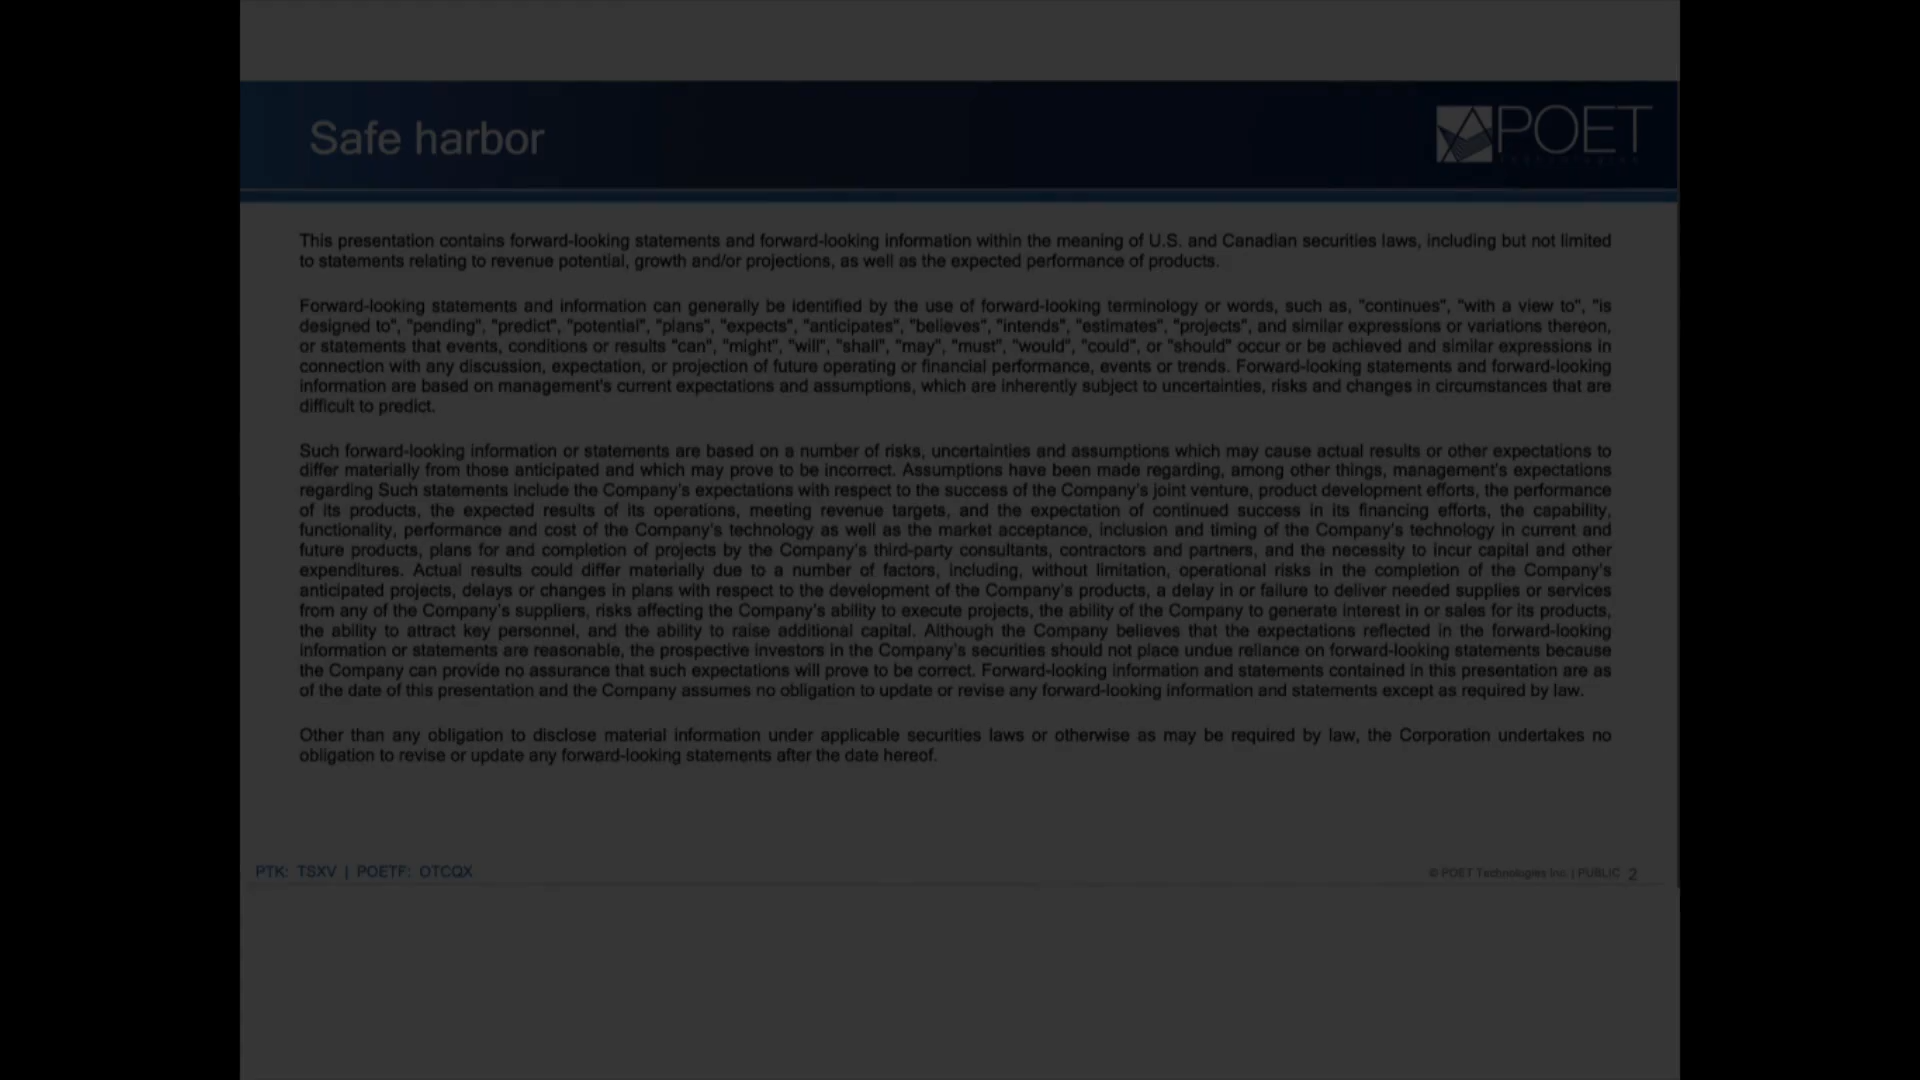 Safe harbor
POET
This presentation contains forward-looking statements and forward-looking information within the meaning of U.S. and Canadian securities laws, including but not limited
to statements relating to revenue potential, growth and/or projections, as well as the expected performance of products.
Forward-looking statements and information can generally be identified by the use of forward-looking terminology or words, such as, "continues", "with a view to", "is
designed to", "pending", "predict", "potential", "plans", "expects", "anticipates", "believes", "intends", "estimates", "projects", and similar expressions or variations thereon,
or statements that events, conditions or results "can", "might", "will", "shall", "may", "must", "would", "could", or "should" occur or be achieved and similar expressions in
connection with any discussion, expectation, or projection of future operating or financial performance, events or trends. Forward-looking statements and forward-looking
information are based on management's current expectations and assumptions, which are inherently subject to uncertainties, risks and changes in circumstances that are
difficult to predict.
Such forward-looking information or statements are based on a number of risks, uncertainties and assumptions which may cause actual results or other expectations to
differ materially from those anticipated and which may prove to be incorrect. Assumptions have been made regarding, among other things, management's expectations
regarding Such statements include the Company's expectations with respect to the success of the Company's joint venture, product development efforts, the performance
of its products, the expected results of its operations, meeting revenue targets, and the expectation of continued success in its financing efforts, the capability,
functionality, performance and cost of the Company's technology as well as the market acceptance, inclusion and timing of the Company's technology in current and
future products, plans for and completion of projects by the Company's third-party consultants, contractors and partners, and the necessity to incur capital and other
expenditures. Actual results could differ materially due to a number of factors, including, without limitation, operational risks in the completion of the Company's
anticipated projects, delays or changes in plans with respect to the development of the Company's products, a delay in or failure to deliver needed supplies or services
from any of the Company's suppliers, risks affecting the Company's ability to execute projects, the ability of the Company to generate interest in or sales for its products,
the ability to attract key personnel, and the ability to raise additional capital. Although the Company believes that the expectations reflected in the forward-looking
information or statements are reasonable, the prospective investors in the Company's securities should not place undue reliance on forward-looking statements because
the Company can provide no assurance that such expectations will prove to be correct. Forward-looking information and statements contained in this presentation are as
of the date of this presentation and the Company assumes no obligation to update or revise any forward-looking information and statements except as required by law.
Other than any obligation to disclose material information under applicable securities laws or otherwise as may be required by law, the Corporation undertakes no
obligation to revise or update any forward-looking statements after the date hereof.
PTK: TSXV | POETF: OTCQX
© POET Technologies Inc. | PUBLIC 2